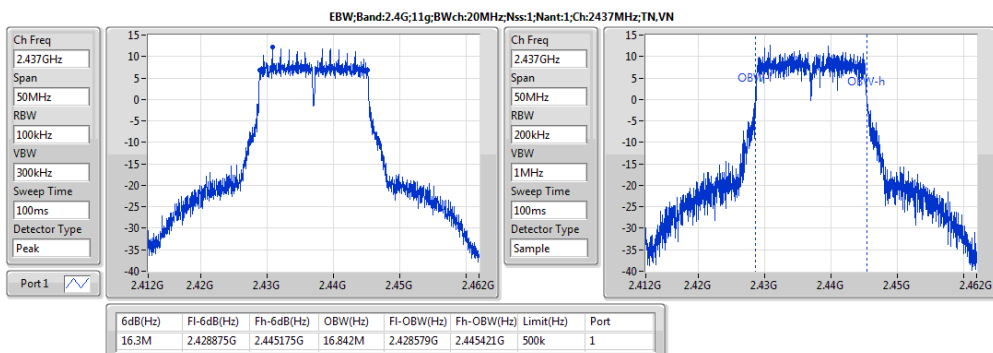 EBW;Band:2.4G;11g;BWch:20MHz;Nss:1;Nant:1;Ch:2437MHz;TN,VN
Ch Freq
2.437GHz
Span
50MHz
RBW
100kHz
VBW
300kHz
Sweep Time
100ms
Detector Type
Peak
Port 1
15
10
5
0
-5
-10
-15
-20
-25
-30
-35
-40
2.412G 2.43G 2.44G 2.45G 2.462G
Ch Freq
2.437GHz
Span
50MHz
RBW
200kHz
VBW
1MHz
Sweep Time
100ms
Detector Type
Sample
15
10
5
0
-5
-10
-15
-20
-25
-30
-35
-40
OBW-l OBW-h
2.412G 2.43G 2.44G 2.45G 2.462G
6dB(Hz) Fl-6dB(Hz) Fh-6dB(Hz) OBW(Hz) Fl-OBW(Hz) Fh-OBW(Hz) Limit(Hz) Port
16.3M 2.428875G 2.445175G 16.842M 2.428579G 2.445421G 500k 1